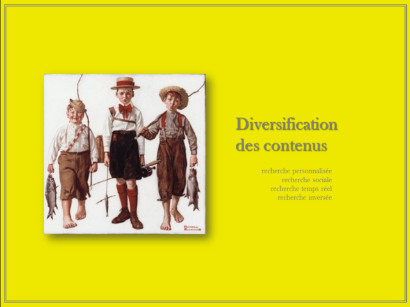 Diversification
des contenus
recherche personnalisée
recherche sociale
recherche temps réel
recherche inversée